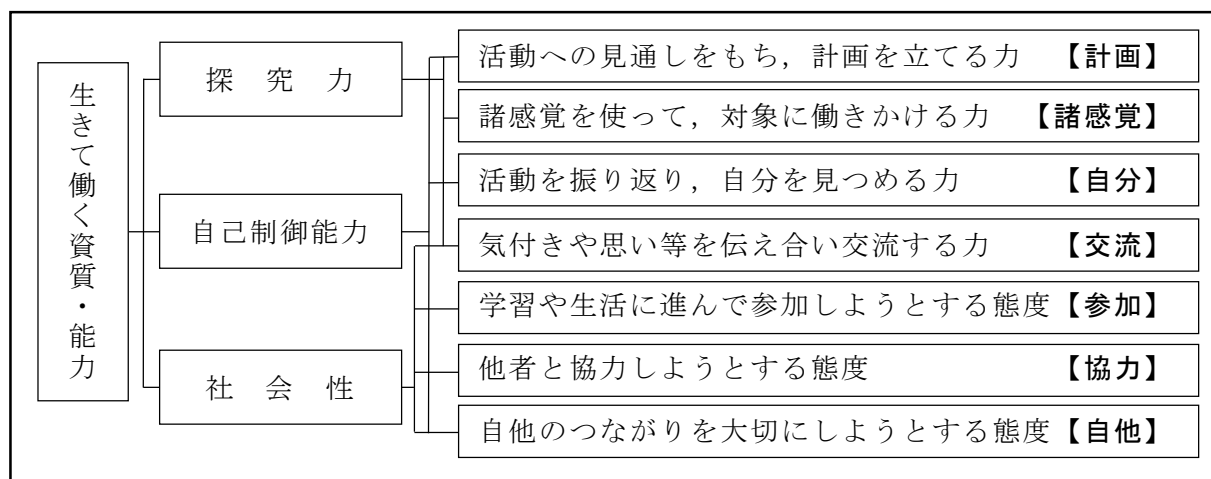 生きて働く資質・能力
探究力
自己制御能力
社会性
活動への見通しをもち，計画を立てる力 【計画】
諸感覚を使って，対象に働きかける力 【諸感覚】
活動を振り返り，自分を見つめる力 【自分】
気付きや思い等を伝え合い交流する力 【交流】
学習や生活に進んで参加しようとする態度【参加】
他者と協力しようとする態度 【協力】
自他のつながりを大切にしようとする態度【自他】